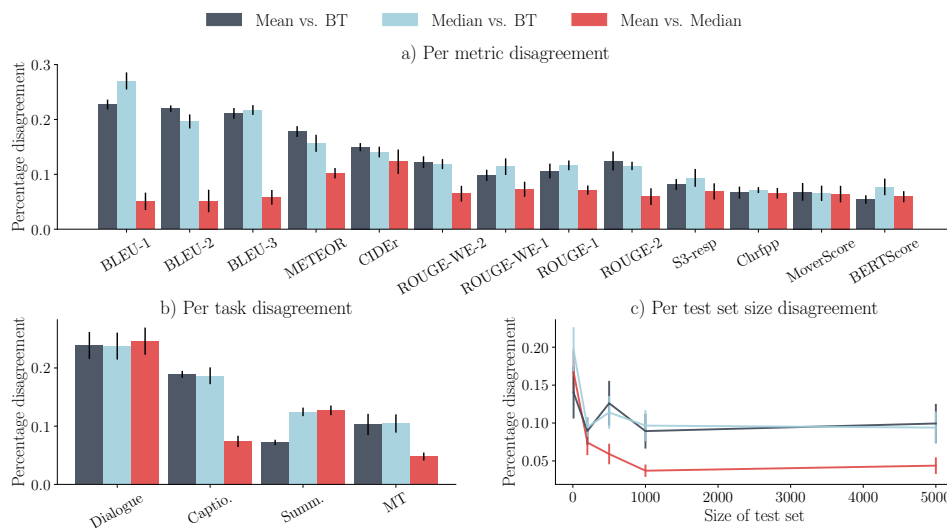 Mean vs. BT Median vs. BT Mean vs. Median
a) Per metric disagreement
Percentage disagreement
0.3
0.2
0.1
0.0
BLEU-1 BLEU-2 BLEU-3 METEOR CIDEr ROUGE-WE-2 ROUGE-WE-1 ROUGE-1 ROUGE-2 S3-resp Chrfpp MoverScore BERTScore
b) Per task disagreement
Percentage disagreement
0.2
0.1
0.0
Dialogue Captio. Summ. MT
c) Per test set size disagreement
Percentage disagreement
0.20
0.15
0.10
0.05
0 1000 2000 3000 4000 5000
Size of test set